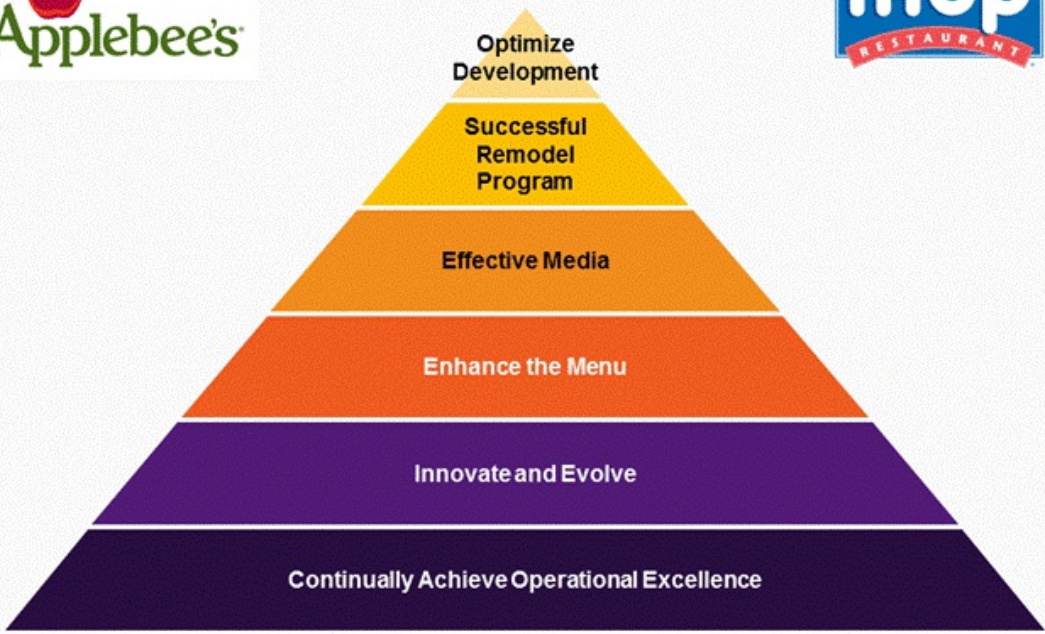 Applebee's
ihop
RESTAURANT
Optimize
Development
Successful
Remodel
Program
Effective Media
Enhance the Menu
Innovate and Evolve
Continually Achieve Operational Excellence